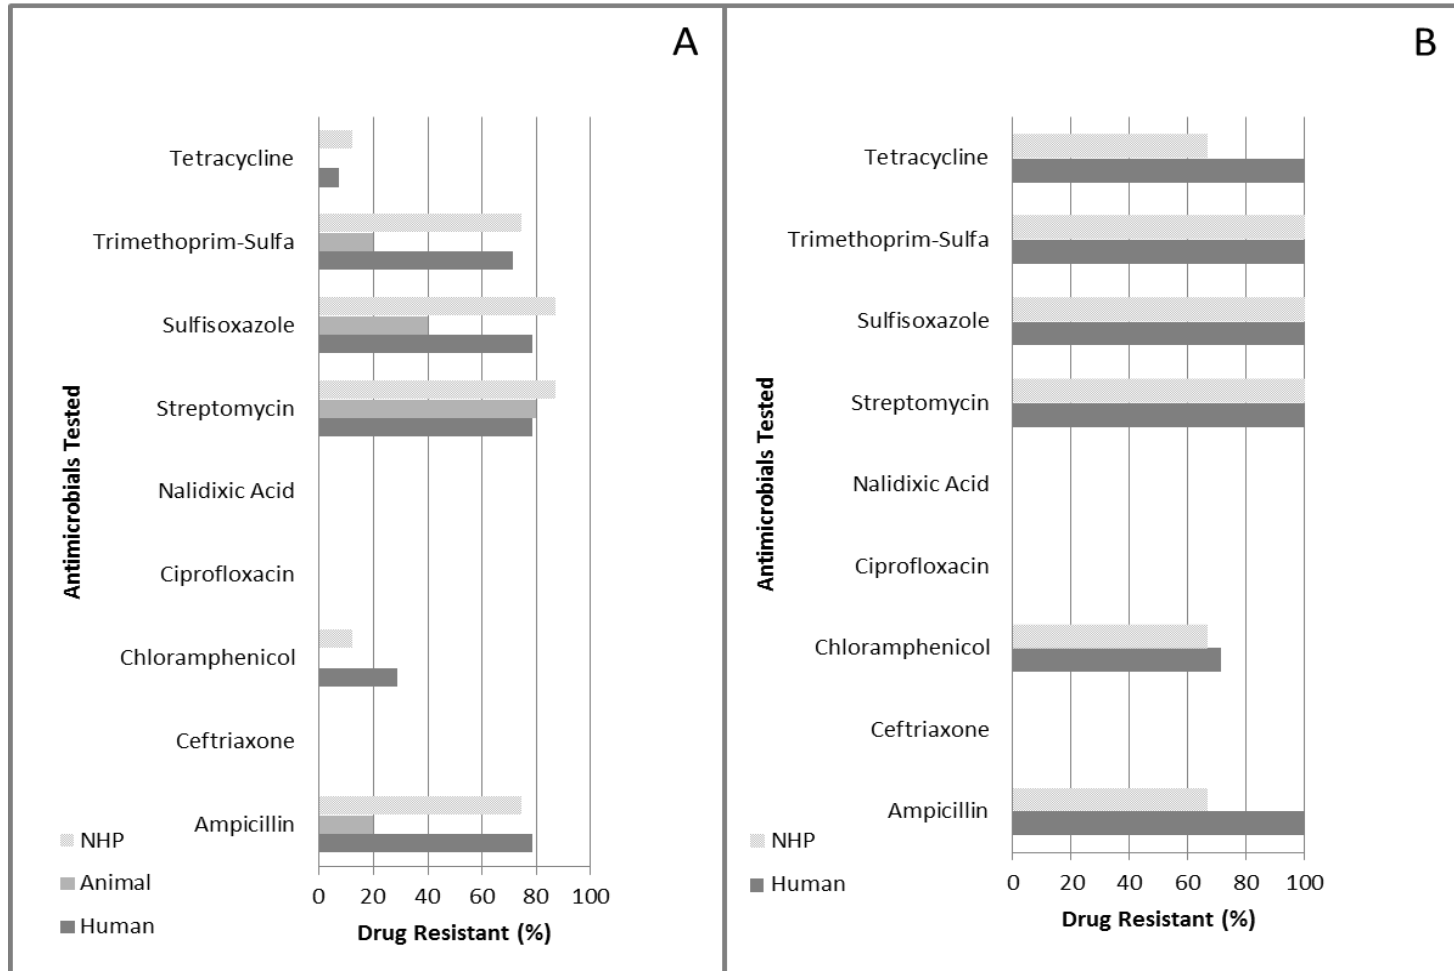 A
Tetracycline
Trimethoprim-Sulfa
Sulfisoxazole
Streptomycin
Nalidixic Acid
Ciprofloxacin
Chloramphenicol
Ceftriaxone
Ampicillin
Antimicrobials Tested
NHP
Animal
Human
0 20 40 60 80 100
Drug Resistant (%)
B
Tetracycline
Trimethoprim-Sulfa
Sulfisoxazole
Streptomycin
Nalidixic Acid
Ciprofloxacin
Chloramphenicol
Ceftriaxone
Ampicillin
Antimicrobials Tested
NHP
Human
0 20 40 60 80 100
Drug Resistant (%)